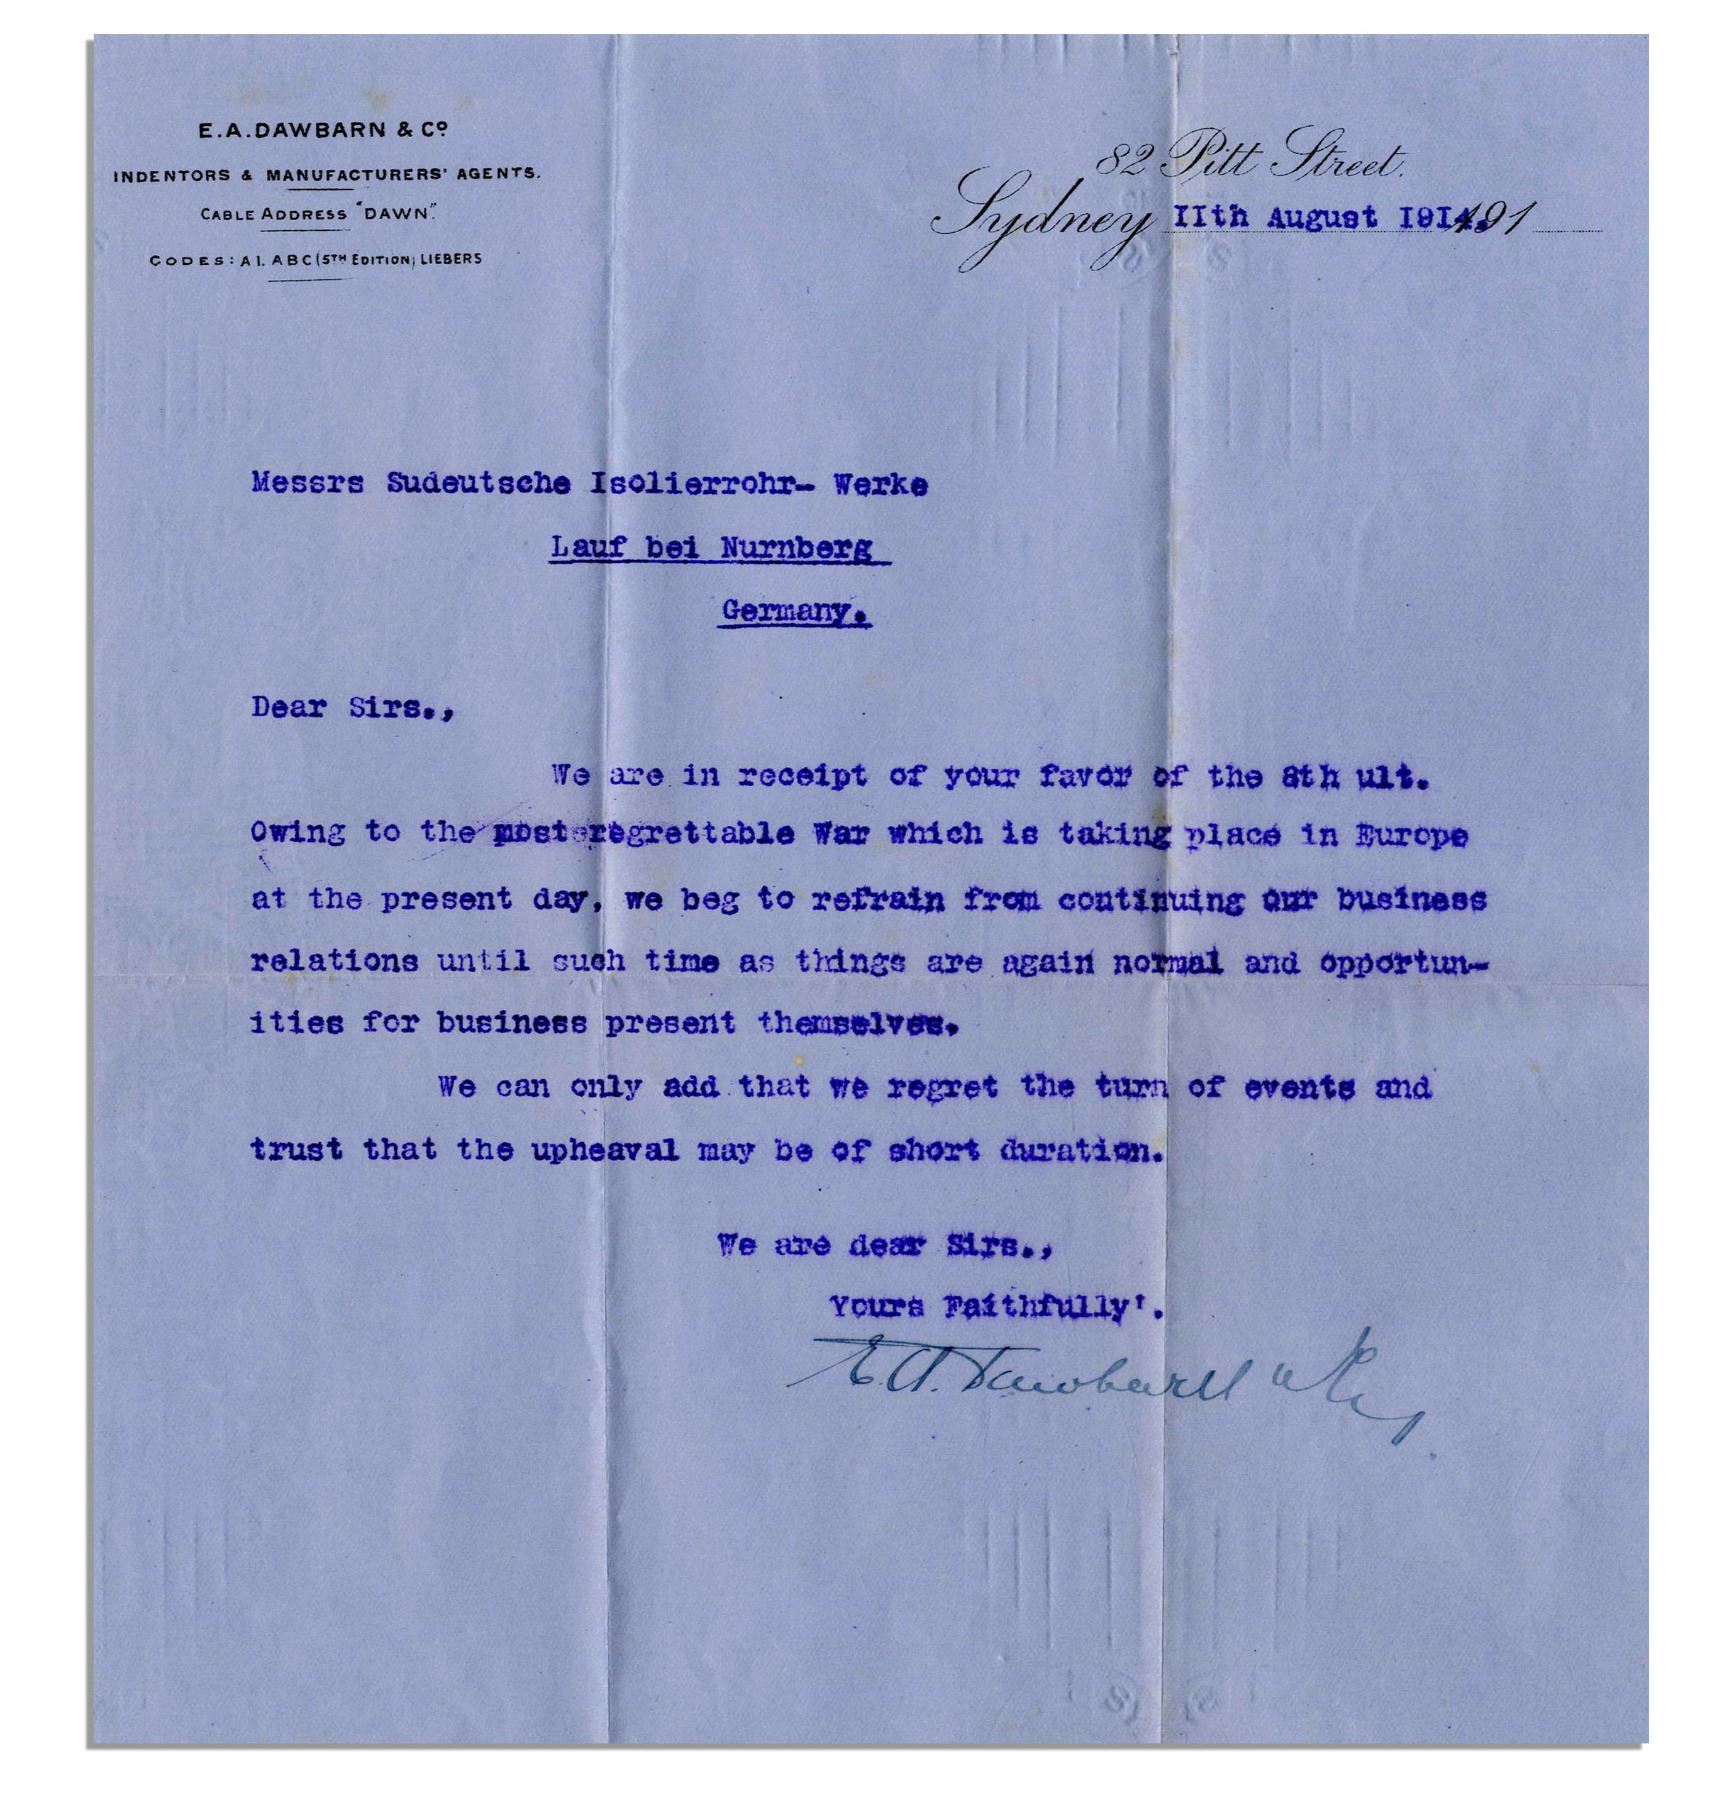 E.A.DAWBARN & Co
INDENTORS & MANUFACTURERS' AGENTS.
CABLE ADDRESS "DAWN".
CODES: A1. ABC (5TH EDITION) LIEBERS
82 Pitt Street.
Sydney IIth August 1914. 191
Messrs Sudeutsche Isolierrohr- Werke
Lauf bei Nurnberg
Germany.
Dear Sirs.,
We are in receipt of your favor of the 8th ult.
Owing to the most regrettable War which is taking place in Europe
at the present day, we beg to refrain from continuing our business
relations until such time as things are again normal and opportun-
ities for business present themselves.
We can only add that we regret the turn of events and
trust that the upheaval may be of short duration.
We are dear Sirs.,
Yours Faithfully'.
E.A. Dawbarn & Co.